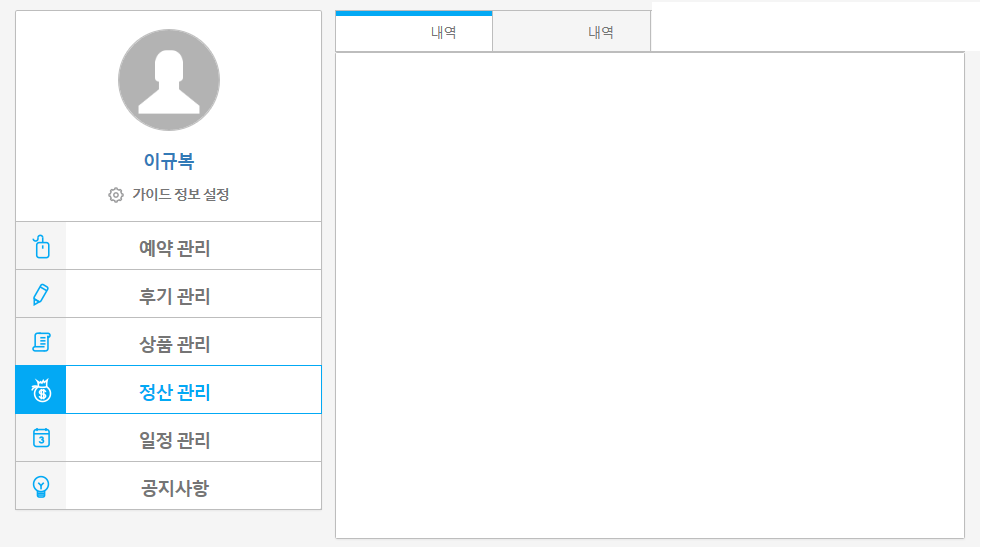 이규복
가이드 정보 설정
예약 관리
후기 관리
상품 관리
정산 관리
3
일정 관리
공지사항
내역
내역